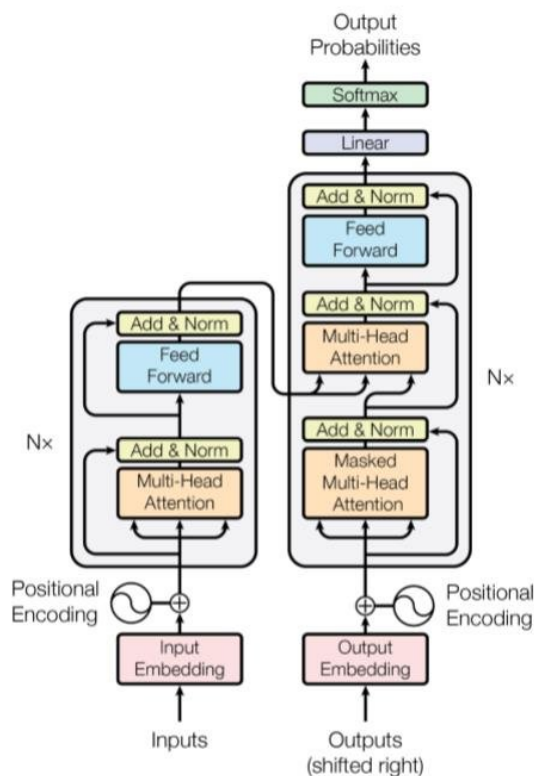 Output
Probabilities
Softmax
Linear
Add & Norm
Feed
Forward
Add & Norm
Multi-Head
Attention
Add & Norm
Masked
Multi-Head
Attention
N×
Add & Norm
Feed
Forward
Add & Norm
Multi-Head
Attention
N×
Positional
Encoding
Positional
Encoding
Input
Embedding
Output
Embedding
Inputs
Outputs
(shifted right)